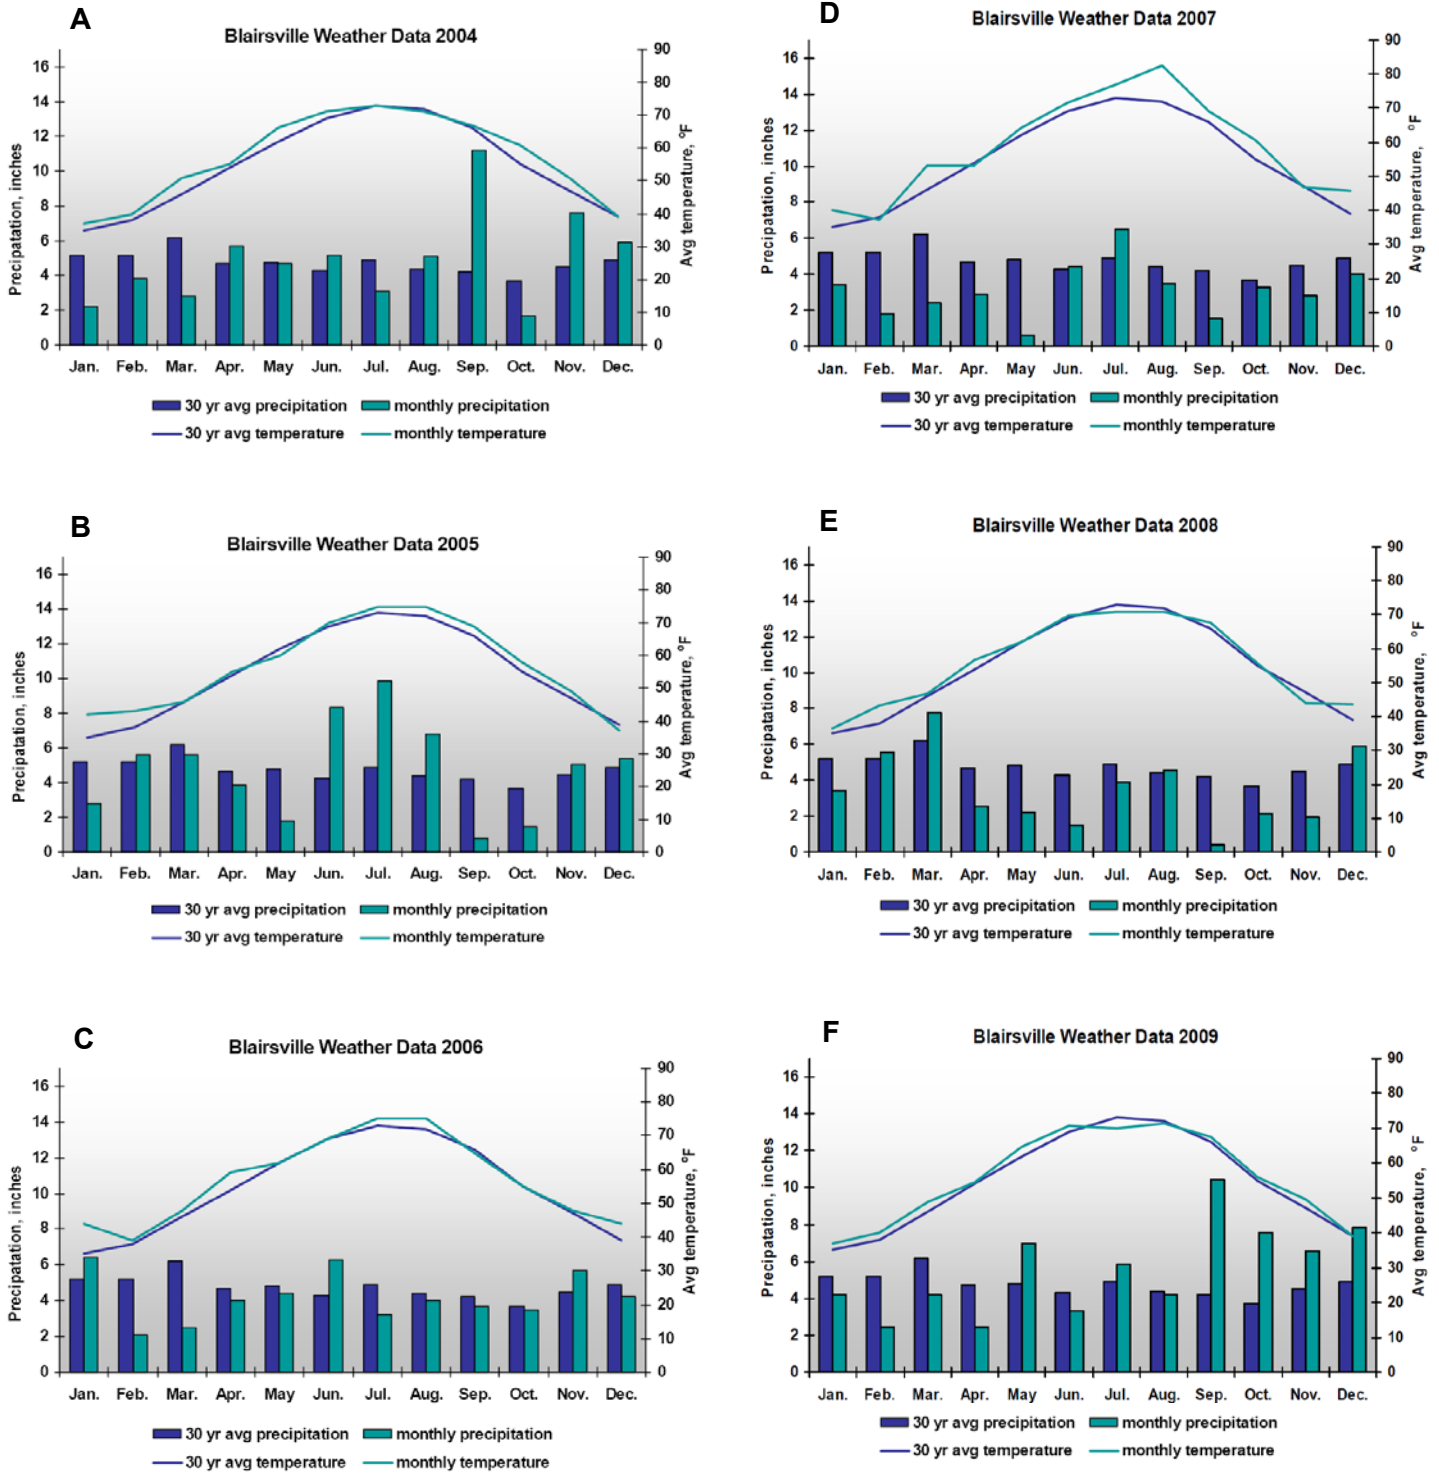 A
Blairsville Weather Data 2004
Precipatation, inches
16
14
12
10
8
6
4
2
0
90
80
70
60
50
40
30
20
10
0
Avg temperature, °F
Jan. Feb. Mar. Apr. May Jun. Jul. Aug. Sep. Oct. Nov. Dec.
30 yr avg precipitation monthly precipitation
30 yr avg temperature monthly temperature
B
Blairsville Weather Data 2005
Precipatation, inches
16
14
12
10
8
6
4
2
0
90
80
70
60
50
40
30
20
10
0
Avg temperature, °F
Jan. Feb. Mar. Apr. May Jun. Jul. Aug. Sep. Oct. Nov. Dec.
30 yr avg precipitation monthly precipitation
30 yr avg temperature monthly temperature
C
Blairsville Weather Data 2006
Precipatation, inches
16
14
12
10
8
6
4
2
0
90
80
70
60
50
40
30
20
10
0
Avg temperature, °F
Jan. Feb. Mar. Apr. May Jun. Jul. Aug. Sep. Oct. Nov. Dec.
30 yr avg precipitation monthly precipitation
30 yr avg temperature monthly temperature
D
Blairsville Weather Data 2007
Precipatation, inches
16
14
12
10
8
6
4
2
0
90
80
70
60
50
40
30
20
10
0
Avg temperature, °F
Jan. Feb. Mar. Apr. May Jun. Jul. Aug. Sep. Oct. Nov. Dec.
30 yr avg precipitation monthly precipitation
30 yr avg temperature monthly temperature
E
Blairsville Weather Data 2008
Precipatation, inches
16
14
12
10
8
6
4
2
0
90
80
70
60
50
40
30
20
10
0
Avg temperature, °F
Jan. Feb. Mar. Apr. May Jun. Jul. Aug. Sep. Oct. Nov. Dec.
30 yr avg precipitation monthly precipitation
30 yr avg temperature monthly temperature
F
Blairsville Weather Data 2009
Precipatation, inches
16
14
12
10
8
6
4
2
0
90
80
70
60
50
40
30
20
10
0
Avg temperature, °F
Jan. Feb. Mar. Apr. May Jun. Jul. Aug. Sep. Oct. Nov. Dec.
30 yr avg precipitation monthly precipitation
30 yr avg temperature monthly temperature